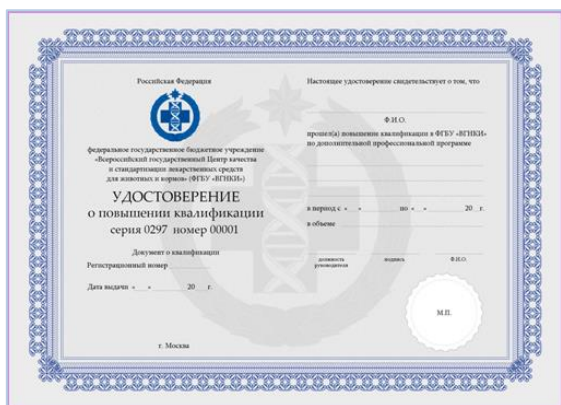 Российская Федерация
федеральное государственное бюджетное учреждение
«Всероссийский государственный Центр качества
и стандартизации лекарственных средств
для животных и кормов» (ФГБУ «ВГНКИ»)
УДОСТОВЕРЕНИЕ
о повышении квалификации
серия 0297 номер 00001
Документ о квалификации
Регистрационный номер
Дата выдачи « » 20 г.
г. Москва
Настоящее удостоверение свидетельствует о том, что
Ф.И.О.
прошел(а) повышение квалификации в ФГБУ «ВГНКИ»
по дополнительной профессиональной программе
в период с « » по « » 20 г.
в объеме
должность руководителя подпись Ф.И.О.
М.П.